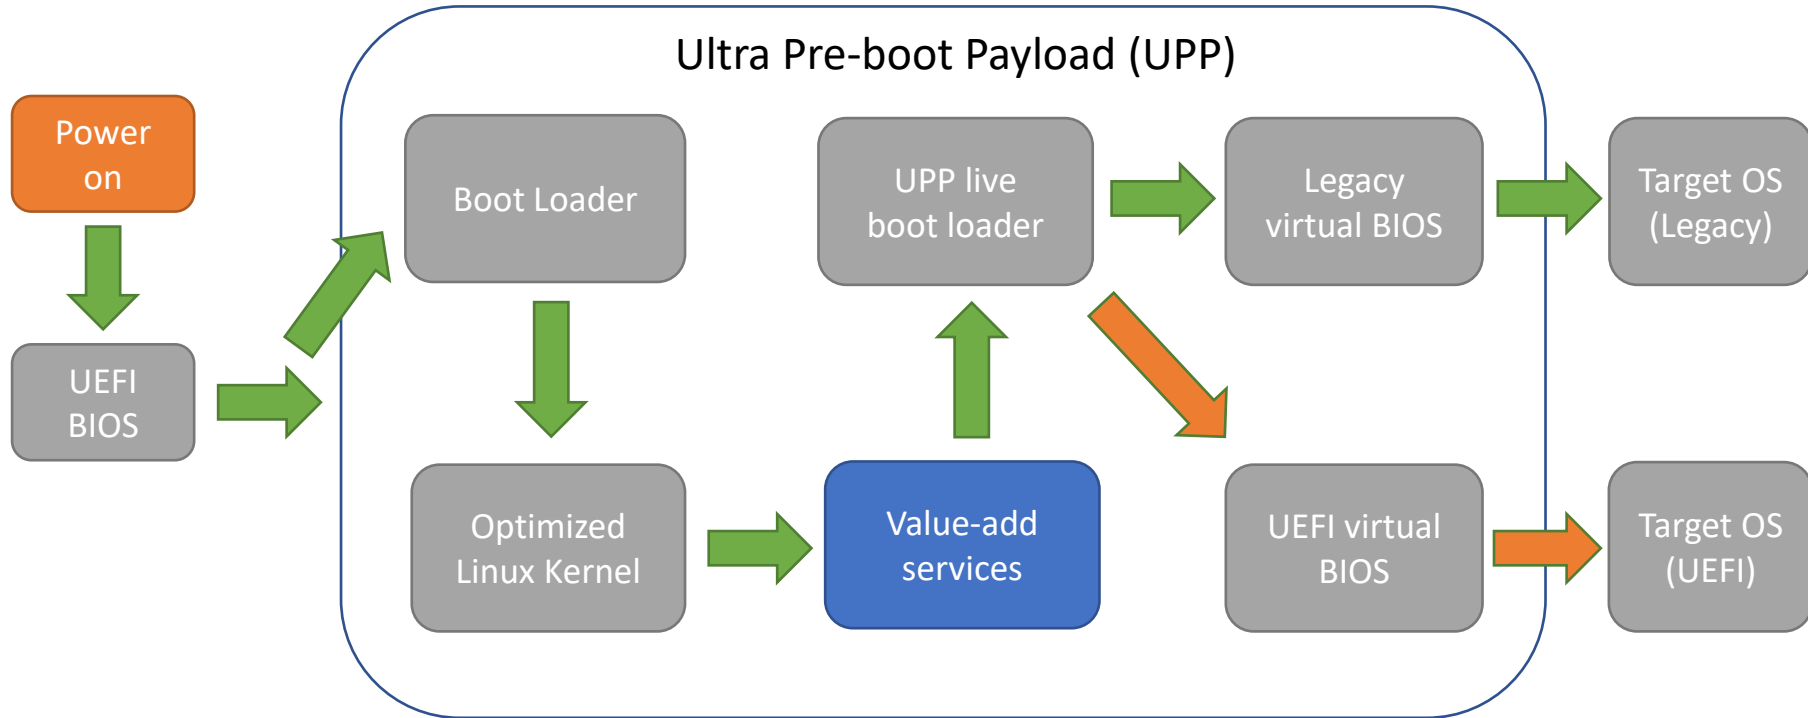 Ultra Pre-boot Payload (UPP)
Power
on
UEFI
BIOS
Boot Loader
Optimized
Linux Kernel
Value-add
services
UPP live
boot loader
Legacy
virtual BIOS
Target OS
(Legacy)
UEFI virtual
BIOS
Target OS
(UEFI)